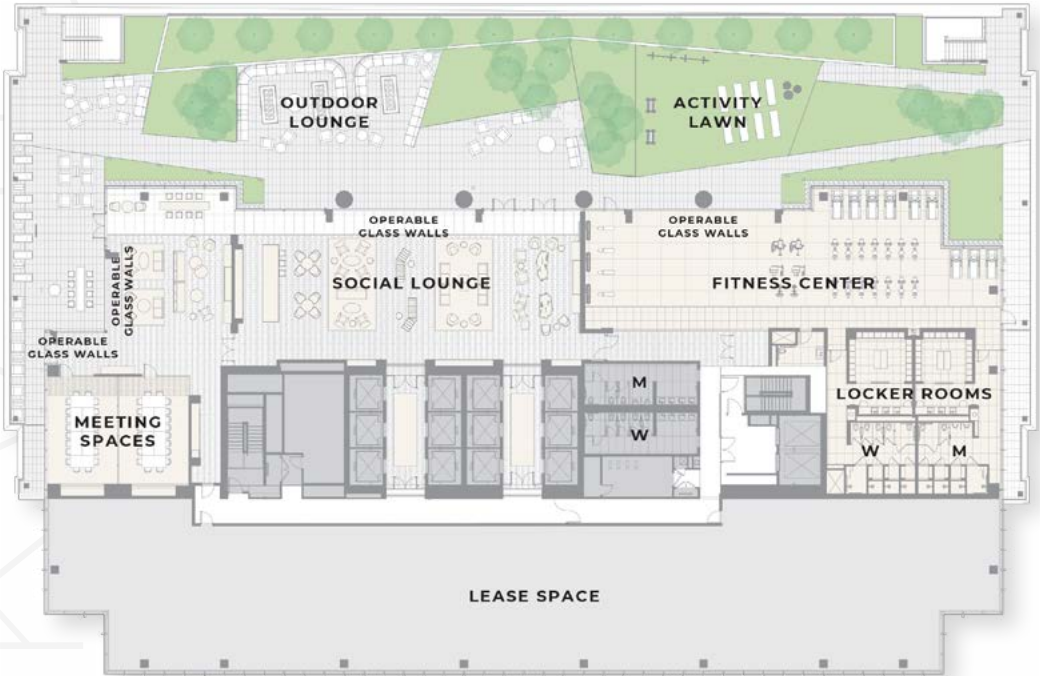 OUTDOOR
LOUNGE
ACTIVITY
LAWN
OPERABLE
GLASS WALLS
OPERABLE
GLASS WALLS
OPERABLE
GLASS WALLS
SOCIAL LOUNGE
FITNESS CENTER
OPERABLE
GLASS WALLS
MEETING
SPACES
M
W
LOCKER ROOMS
W
M
LEASE SPACE